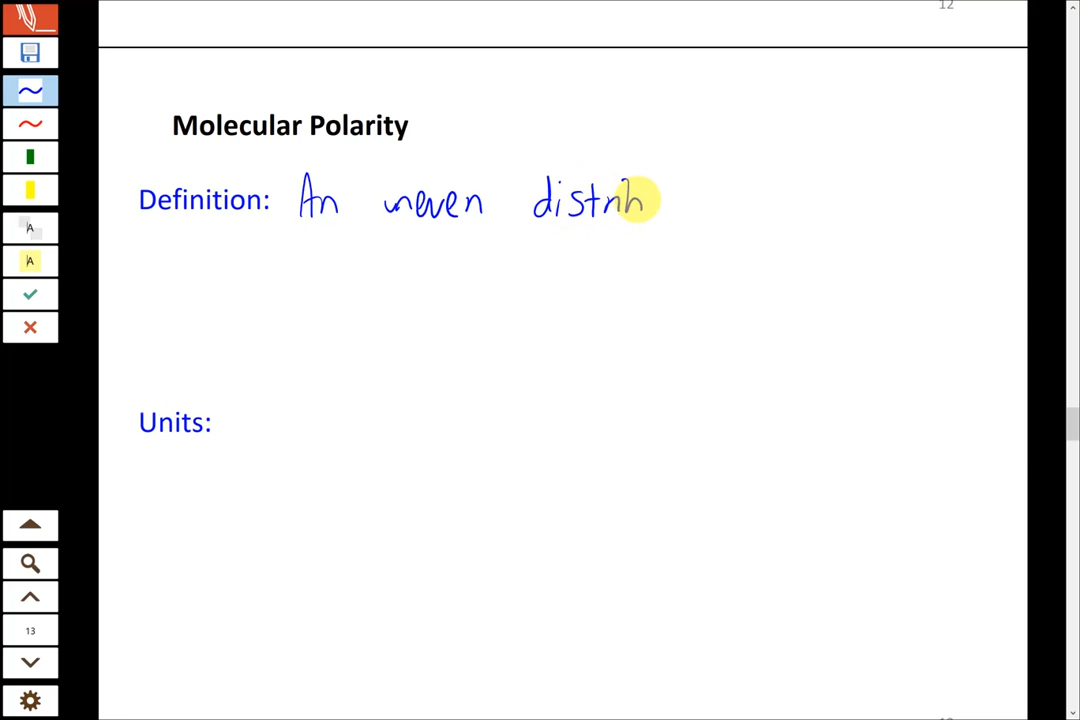 12
Molecular Polarity
Definition: An uneven distrib
Units:
A
A
13